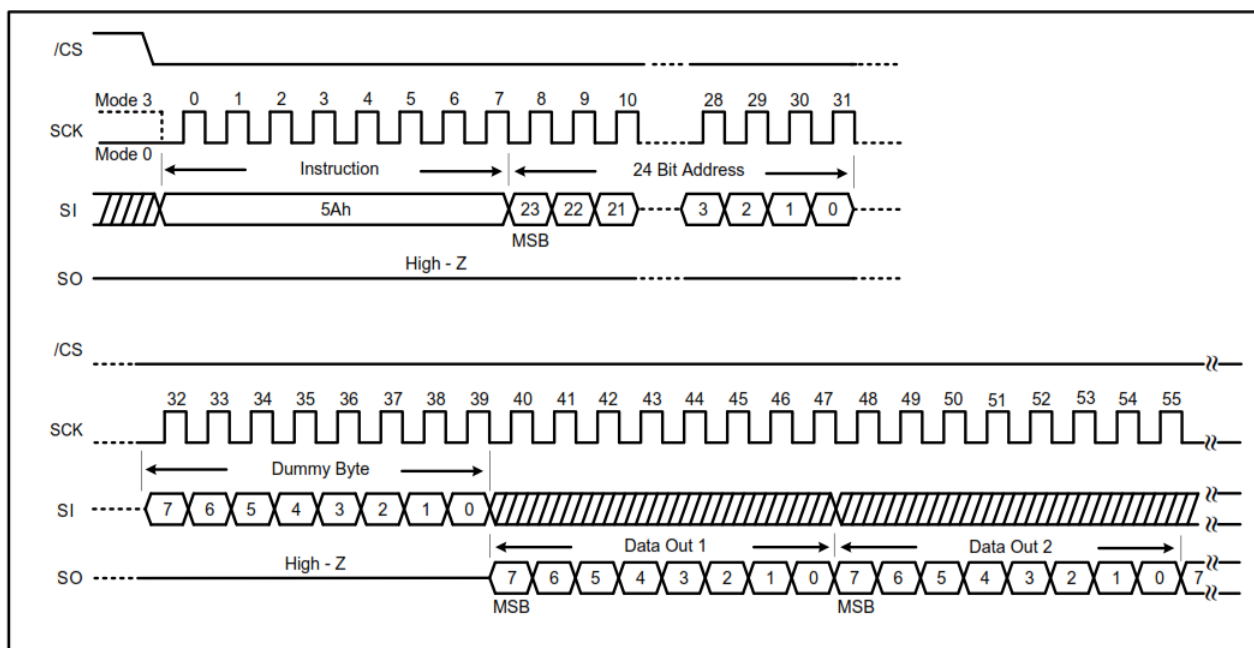 /CS
Mode 3 0 1 2 3 4 5 6 7 8 9 10 28 29 30 31
SCK
Mode 0
Instruction 24 Bit Address
SI 5Ah 23 22 21 3 2 1 0
MSB
High - Z
SO
/CS
32 33 34 35 36 37 38 39 40 41 42 43 44 45 46 47 48 49 50 51 52 53 54 55
SCK
Dummy Byte
SI 7 6 5 4 3 2 1 0
Data Out 1 Data Out 2
High - Z
SO 7 6 5 4 3 2 1 0 7 6 5 4 3 2 1 0 7
MSB MSB